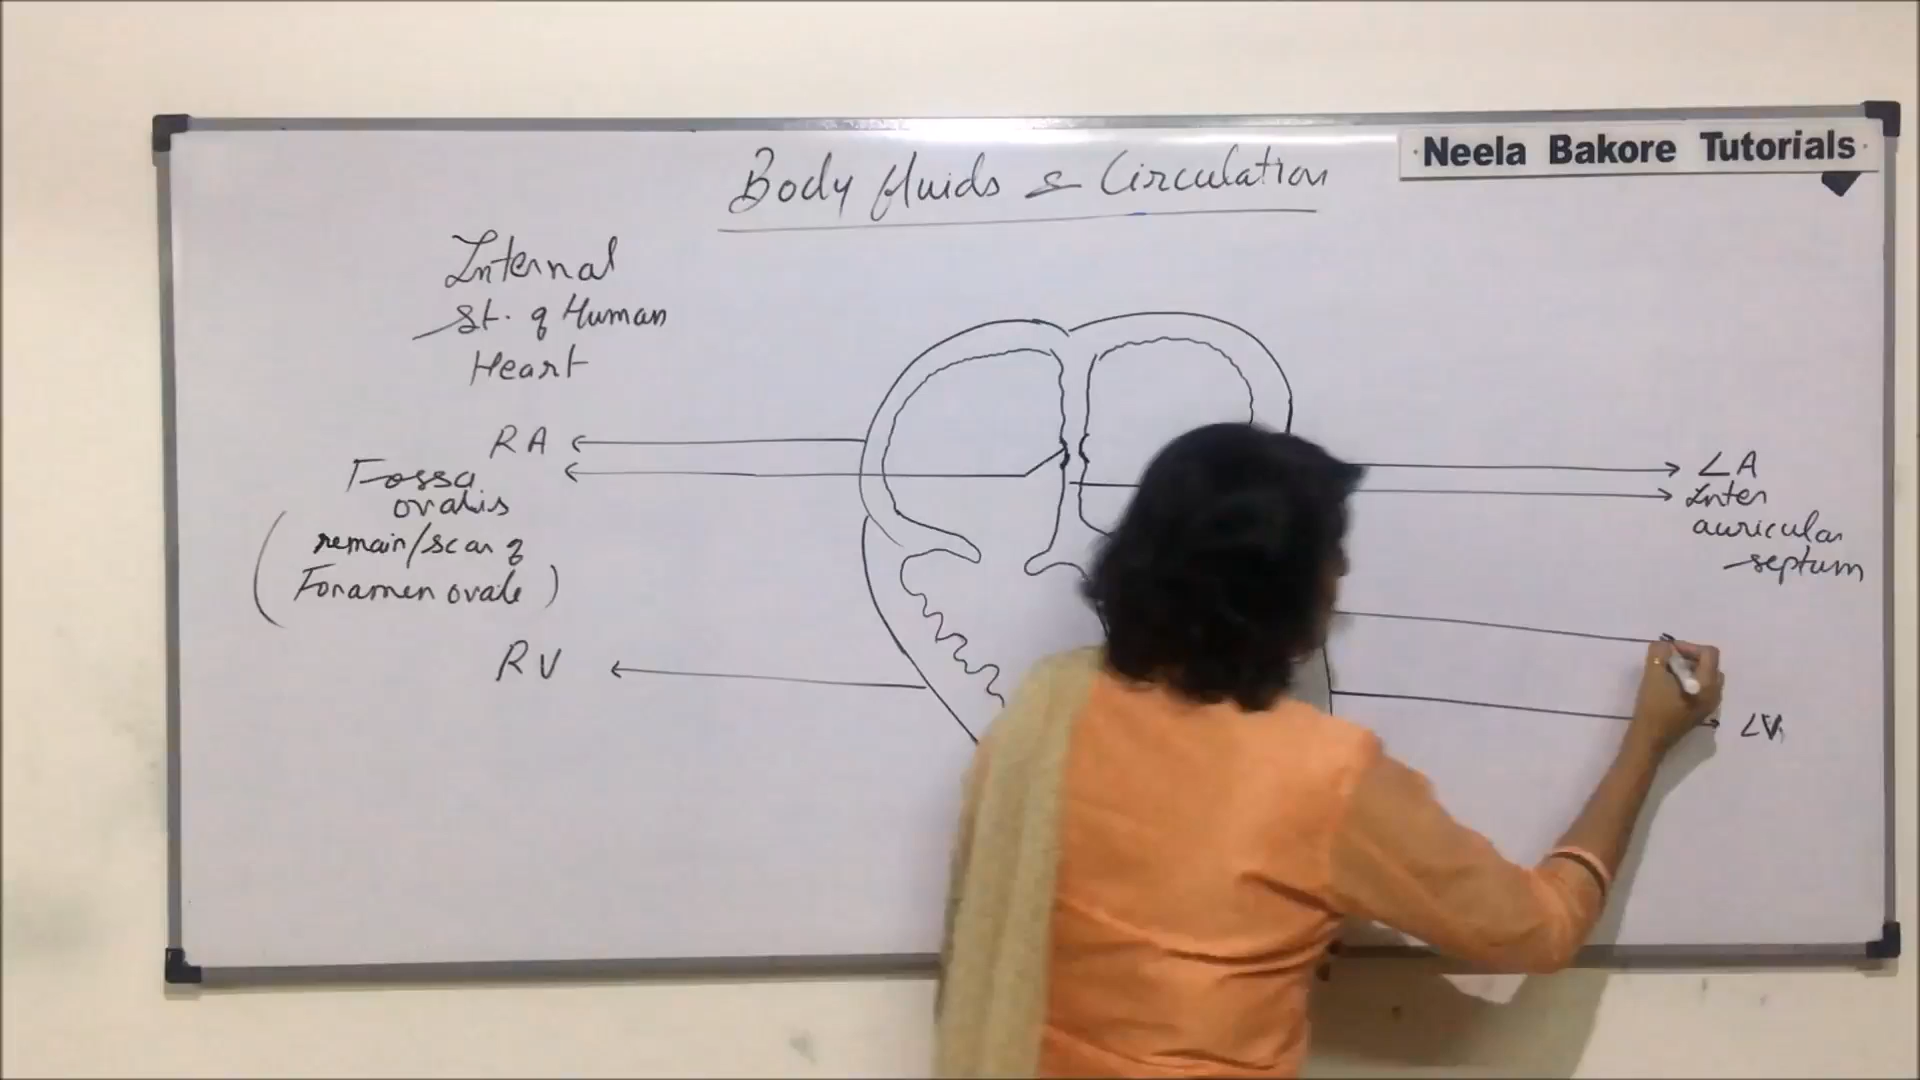 Neela Bakore Tutorials
Body fluids & Circulation
Internal
St. of Human
Heart
RA
Fossa
ovalis
remain/scar of
Foramen ovale
( )
RV
LA
Inter
auricular
septum
LV